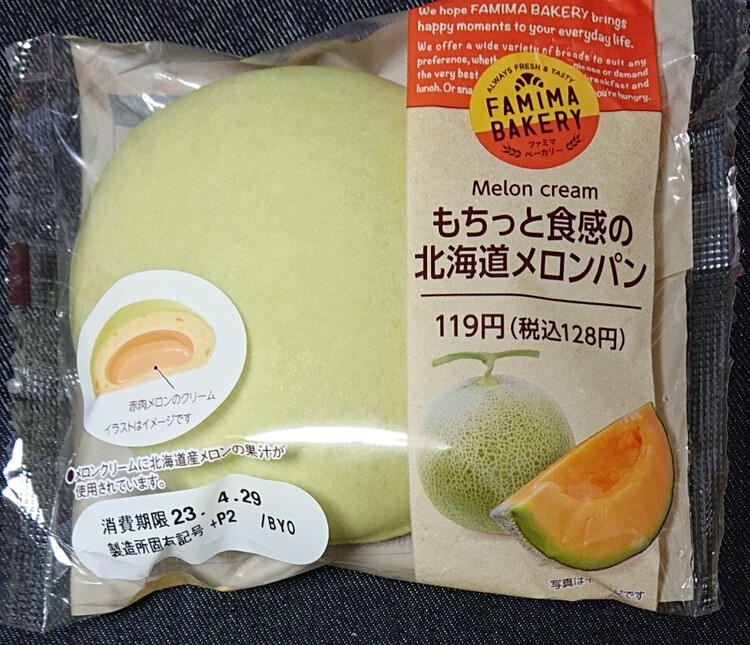 We hope FAMIMA BAKERY brings
happy moments to your everyday life.
We offer a wide variety of breads to suit any
preference, please or demand
the very best breakfast and
lunch. Or you're hungry.
ALWAYS FRESH & TASTY
FAMIMA
BAKERY
ファミマ
ベーカリー
Melon cream
もちっと食感の
北海道メロンパン
119円(税込128円)
赤肉メロンのクリーム
イラストはイメージです
●メロンクリームに北海道産メロンの果汁が
使用されています。
消費期限 23. 4.29
製造所固有記号 +P2 /BYO
写真は です